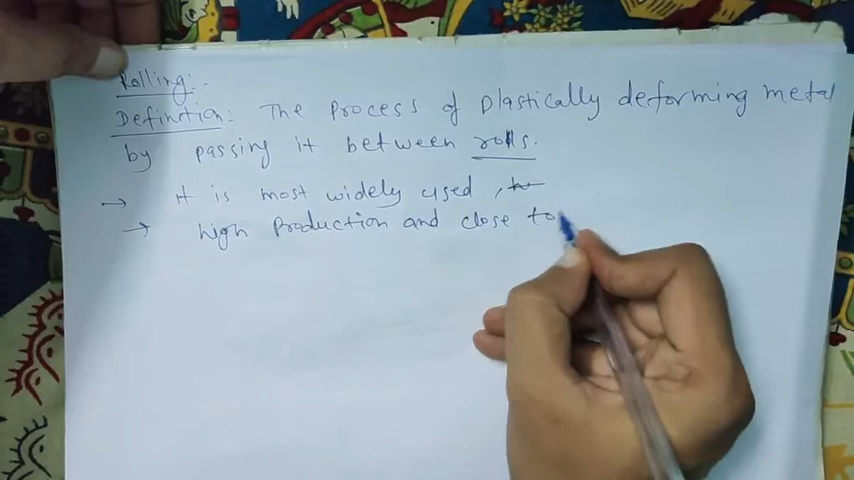 Rolling:-
Definition: The process of plastically deforming metal
by passing it between rolls.
→ it is most widely used,
→ high production and close to